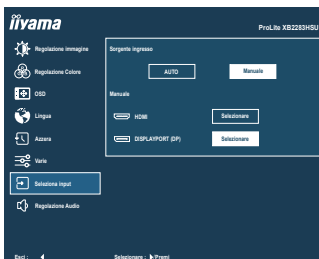 iiyama
ProLite XB2283HSU
Regolazione immagine
Sorgente ingresso
Regolazione Colore
AUTO
Manuale
OSD
Manuale
Lingua
HDMI
Selezionare
Azzera
DISPLAYPORT (DP)
Selezionare
Varie
Seleziona input
Regolazione Audio
Esci :
Selezionare : /Premi